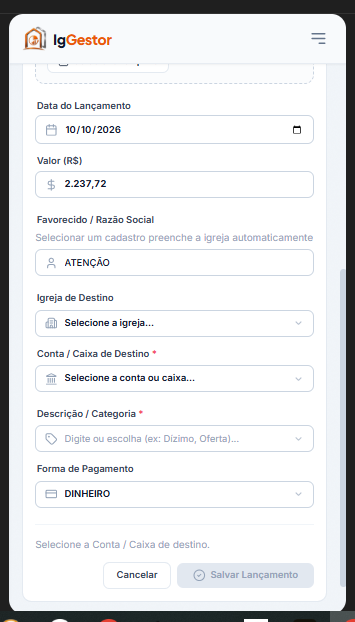 IgGestor
Data do Lançamento
10/10/2026
Valor (R$)
2.237,72
Favorecido / Razão Social
Selecionar um cadastro preenche a igreja automaticamente
ATENÇÃO
Igreja de Destino
Selecione a igreja...
Conta / Caixa de Destino *
Selecione a conta ou caixa...
Descrição / Categoria *
Digite ou escolha (ex: Dízimo, Oferta)...
Forma de Pagamento
DINHEIRO
Selecione a Conta / Caixa de destino.
Cancelar
Salvar Lançamento